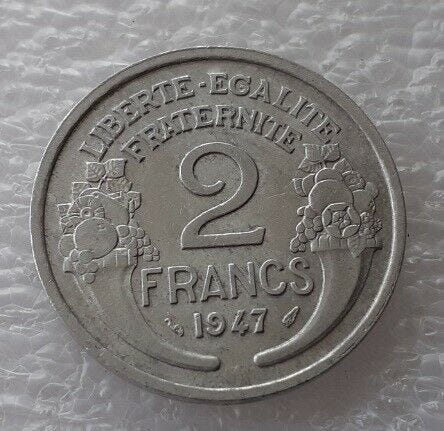 LIBERTE·EGALITE
FRATERNITE
2
FRANCS
1947